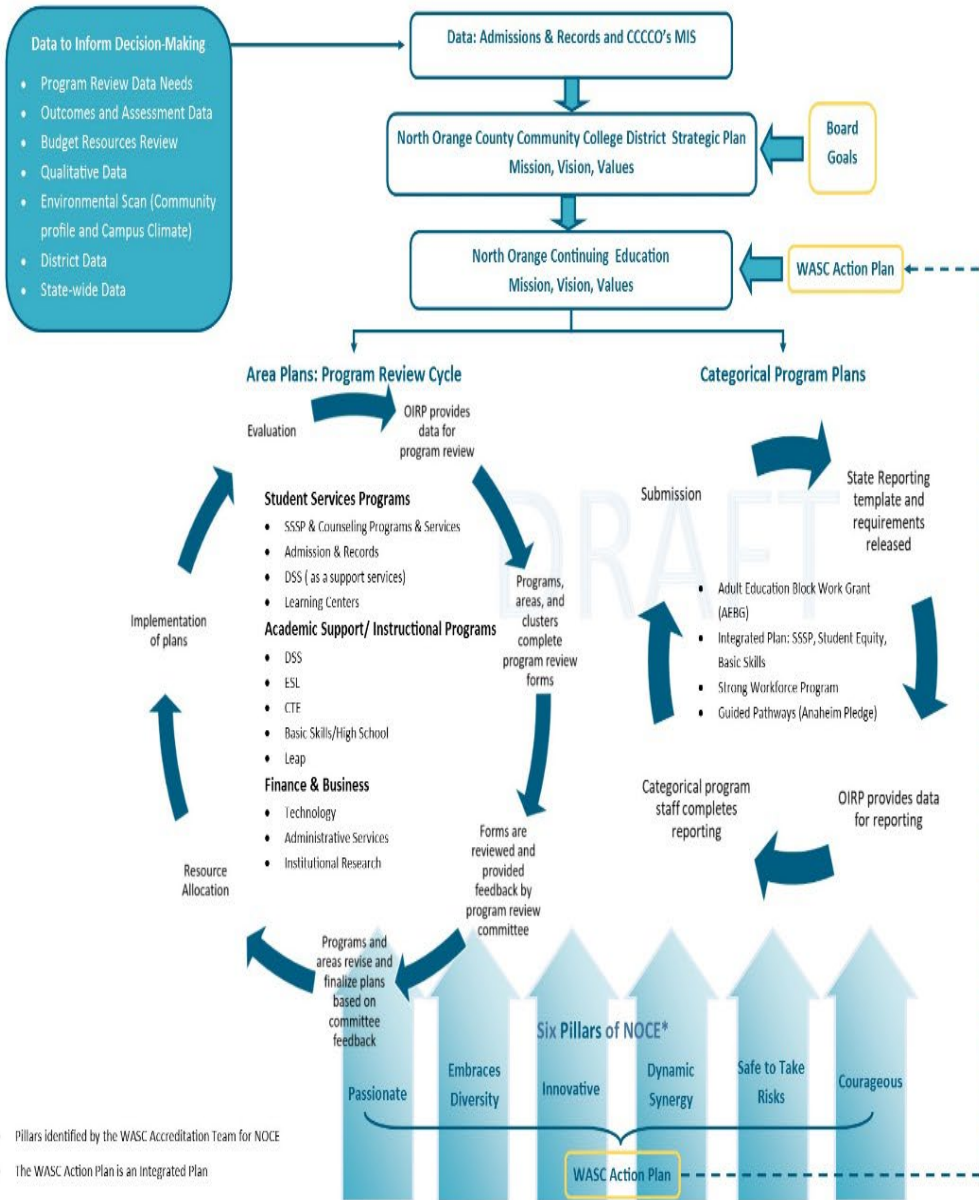 Data to Inform Decision-Making
• Program Review Data Needs
• Outcomes and Assessment Data
• Budget Resources Review
• Qualitative Data
• Environmental Scan (Community
profile and Campus Climate)
• District Data
• State-wide Data
Data: Admissions & Records and CCCCO's MIS
North Orange County Community College District Strategic Plan
Mission, Vision, Values
Board
Goals
North Orange Continuing Education
Mission, Vision, Values
WASC Action Plan
Area Plans: Program Review Cycle
Evaluation
OIRP provides
data for
program review
Programs,
areas, and
clusters
complete
program review
forms
Forms are
reviewed and
provided
feedback by
program review
committee
Programs and
areas revise and
finalize plans
based on
committee
feedback
Resource
Allocation
Implementation
of plans
Student Services Programs
• SSSP & Counseling Programs & Services
• Admission & Records
• DSS ( as a support services)
• Learning Centers
Academic Support/ Instructional Programs
• DSS
• ESL
• CTE
• Basic Skills/High School
• Leap
Finance & Business
• Technology
• Administrative Services
• Institutional Research
Categorical Program Plans
Submission
State Reporting
template and
requirements
released
OIRP provides data
for reporting
Categorical program
staff completes
reporting
• Adult Education Block Work Grant
(AEBG)
• Integrated Plan: SSSP, Student Equity,
Basic Skills
• Strong Workforce Program
• Guided Pathways (Anaheim Pledge)
DRAFT
Six Pillars of NOCE*
Passionate
Embraces
Diversity
Innovative
Dynamic
Synergy
Safe to Take
Risks
Courageous
WASC Action Plan
Pillars identified by the WASC Accreditation Team for NOCE
The WASC Action Plan is an Integrated Plan